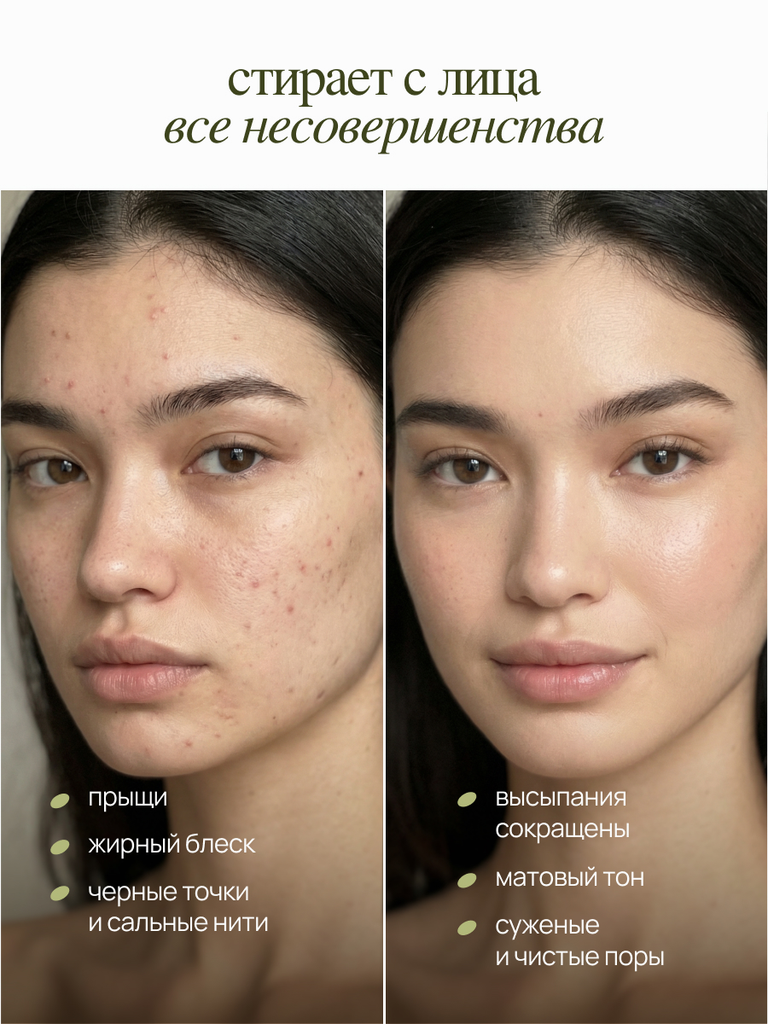 стирает с лица
все несовершенства
прыщи
жирный блеск
черные точки
и сальные нити
высыпания
сокращены
матовый тон
суженые
и чистые поры